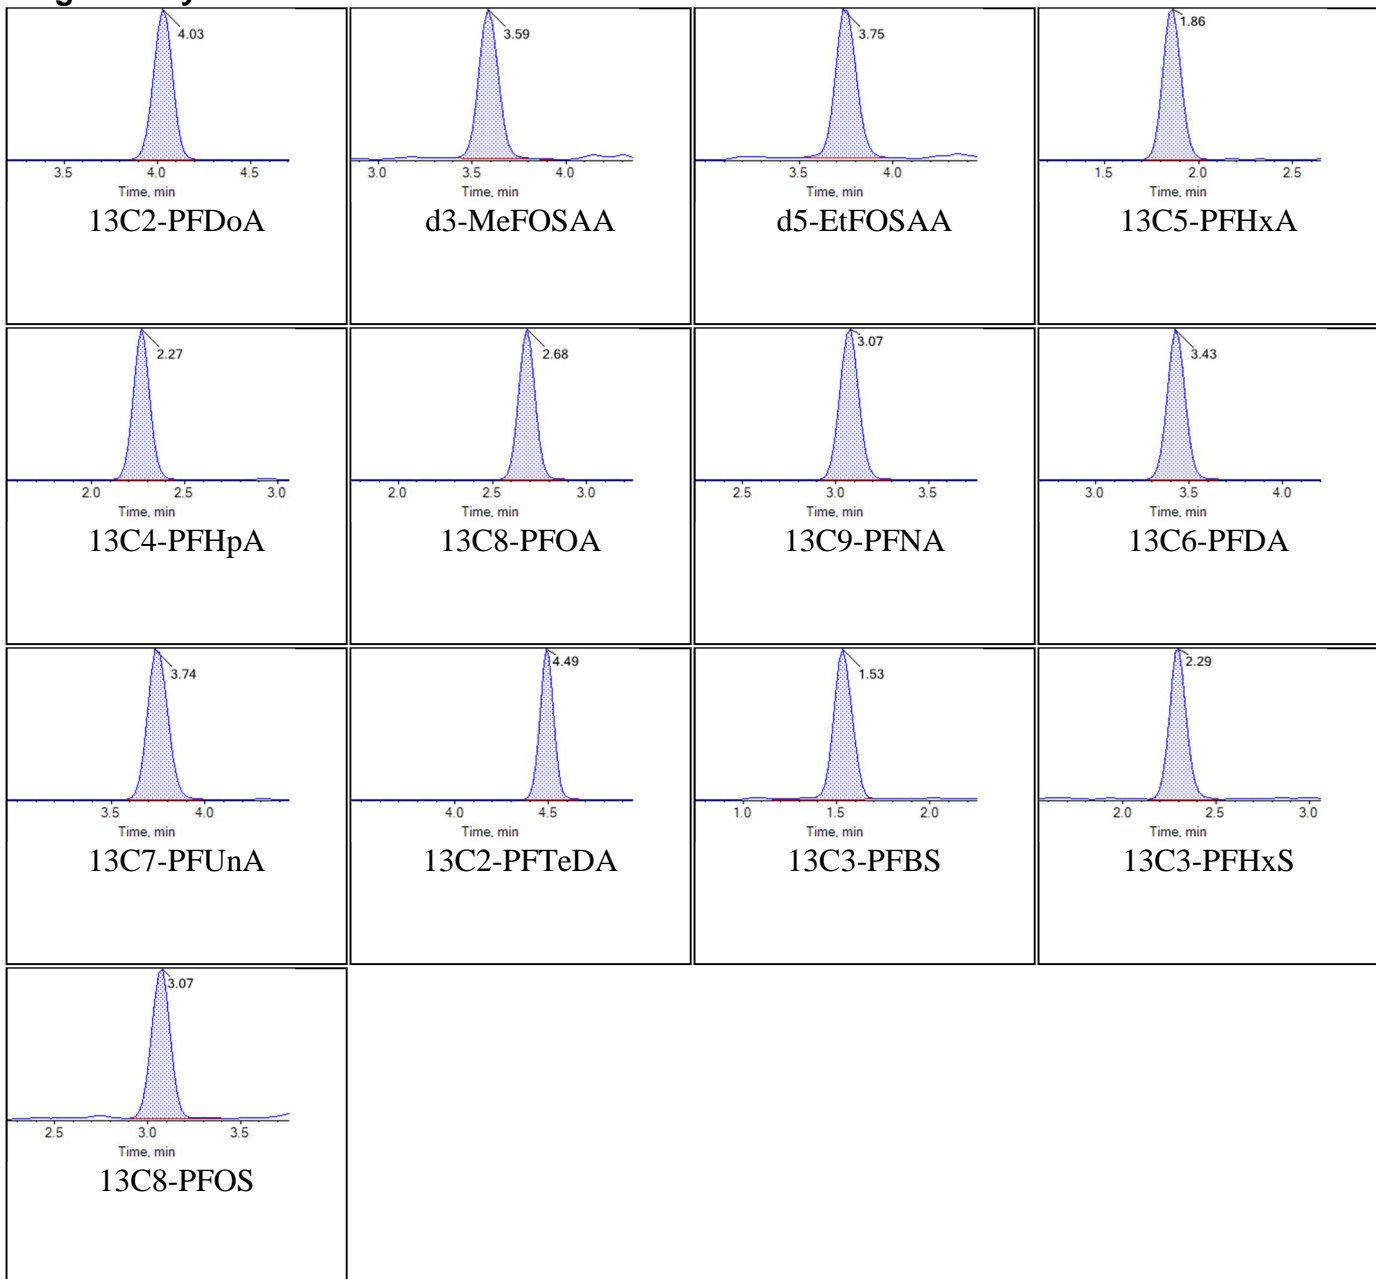 4.03
3.5 4.0 4.5
Time, min
13C2-PFDoA
3.59
3.0 3.5 4.0
Time, min
d3-MeFOSAA
3.75
3.5 4.0
Time, min
d5-EtFOSAA
1.86
1.5 2.0 2.5
Time, min
13C5-PFHxA
2.27
2.0 2.5 3.0
Time, min
13C4-PFHpA
2.68
2.0 2.5 3.0
Time, min
13C8-PFOA
3.07
2.5 3.0 3.5
Time, min
13C9-PFNA
3.43
3.0 3.5 4.0
Time, min
13C6-PFDA
3.74
3.5 4.0
Time, min
13C7-PFUnA
4.49
4.0 4.5
Time, min
13C2-PFTeDA
1.53
1.0 1.5 2.0
Time, min
13C3-PFBS
2.29
2.0 2.5 3.0
Time, min
13C3-PFHxS
3.07
2.5 3.0 3.5
Time, min
13C8-PFOS